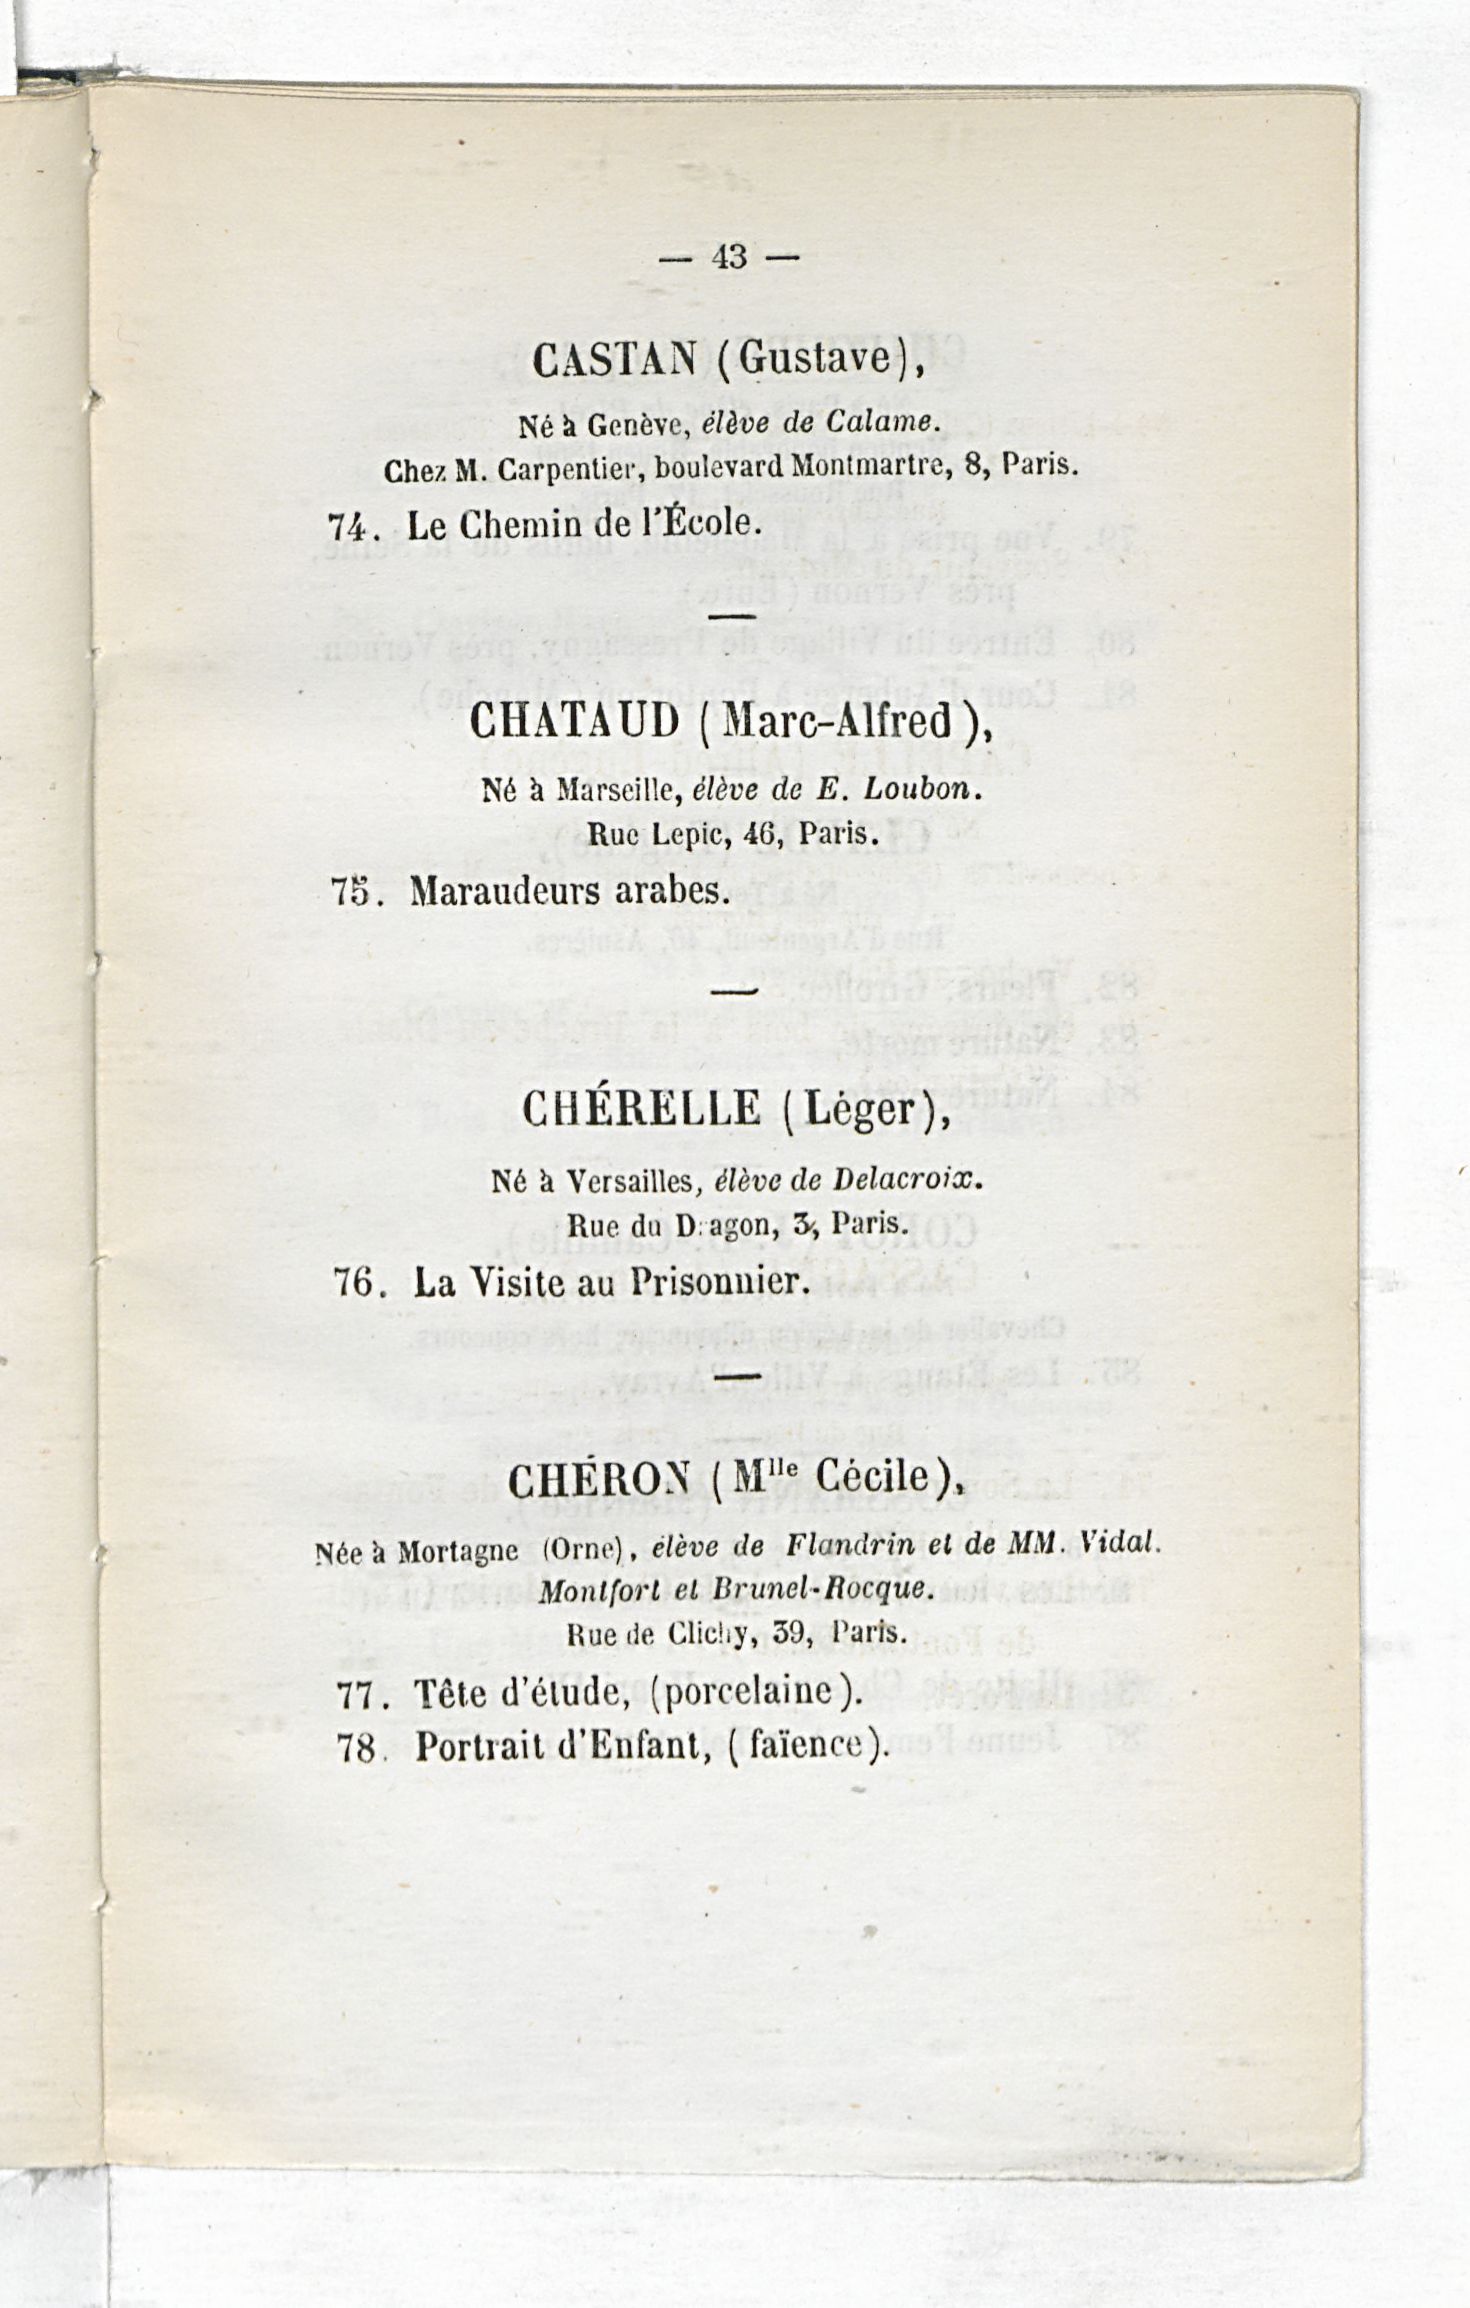 — 43 —
CASTAN (Gustave),
Né à Genève, élève de Calame.
Chez M. Carpentier, boulevard Montmartre, 8, Paris.
74. Le Chemin de l'École.
CHATAUD (Marc-Alfred),
Né à Marseille, élève de E. Loubon.
Rue Lepic, 46, Paris.
75. Maraudeurs arabes.
CHÉRELLE (Léger),
Né à Versailles, élève de Delacroix.
Rue du Dragon, 3, Paris.
76. La Visite au Prisonnier.
CHÉRON (Mlle Cécile),
Née à Mortagne (Orne), élève de Flandrin et de MM. Vidal.
Montfort et Brunel-Rocque.
Rue de Clichy, 39, Paris.
77. Tête d'étude, (porcelaine).
78. Portrait d'Enfant, (faïence).